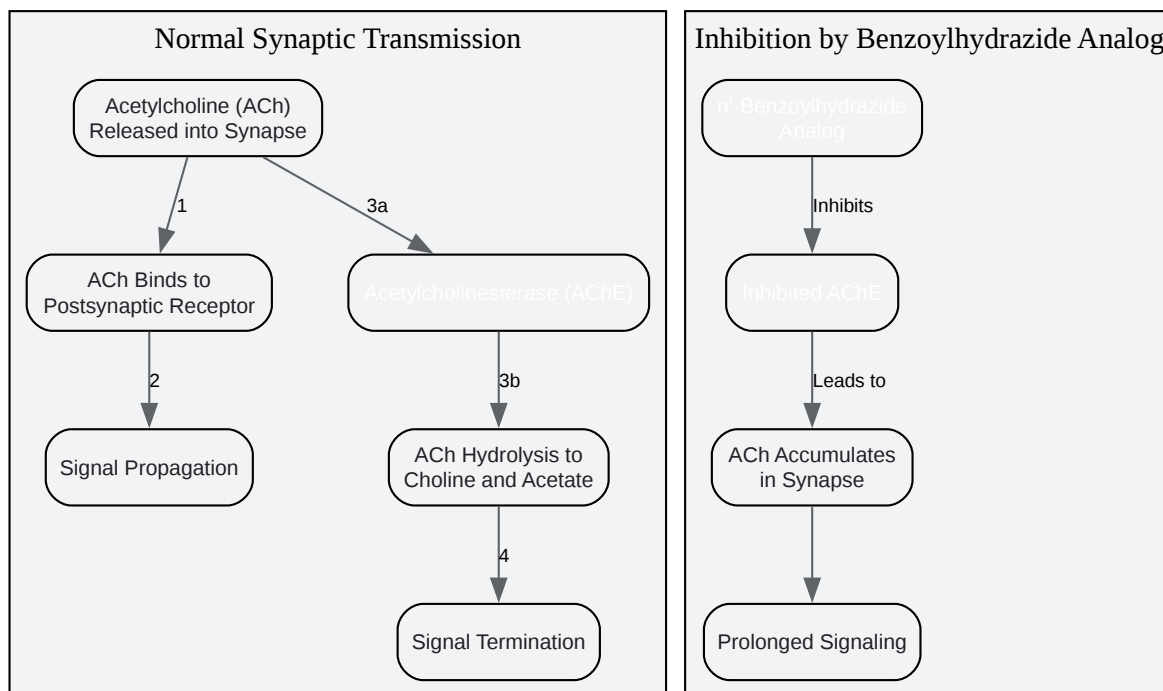 Normal Synaptic Transmission
Acetylcholine (ACh)
Released into Synapse
1
3a
ACh Binds to
Postsynaptic Receptor
Acetylcholinesterase (AChE)
2
3b
Signal Propagation
ACh Hydrolysis to
Choline and Acetate
4
Signal Termination
Inhibition by Benzoylhydrazide Analog
n'-Benzoylhydrazide
Analog
Inhibits
Inhibited AChE
Leads to
ACh Accumulates
in Synapse
Prolonged Signaling